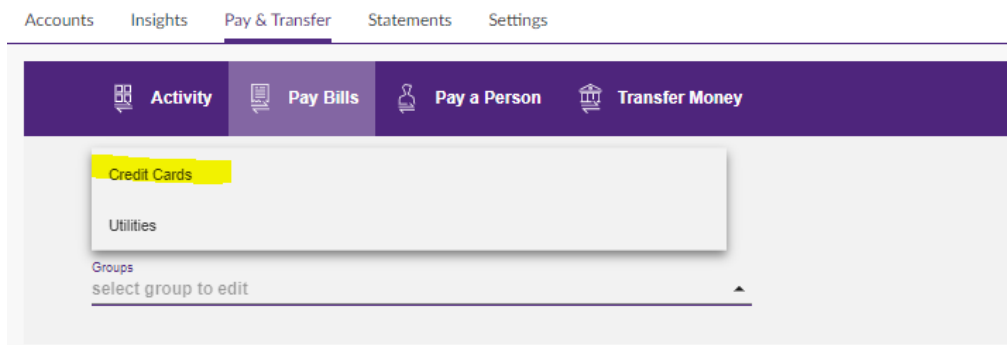 Accounts Insights Pay & Transfer Statements Settings
Activity Pay Bills Pay a Person Transfer Money
Credit Cards
Utilities
Groups
select group to edit